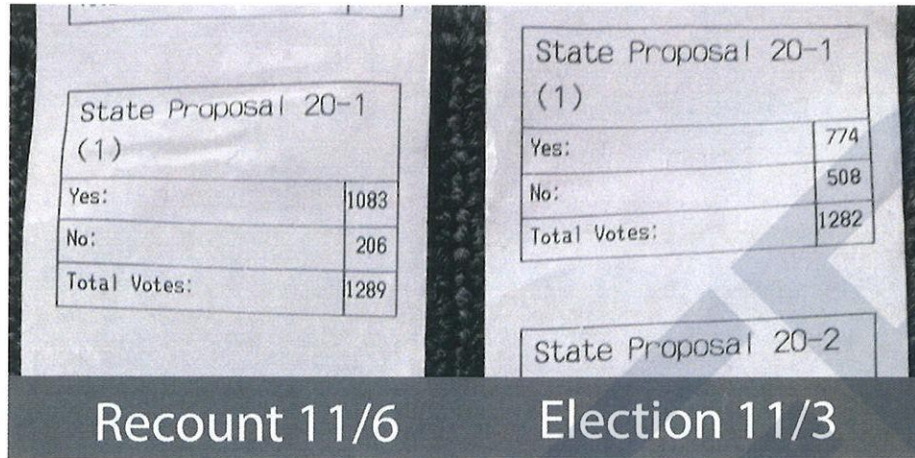 State Proposal 20-1
(1)
Yes: 1083
No: 206
Total Votes: 1289
Recount 11/6
State Proposal 20-1
(1)
Yes: 774
No: 508
Total Votes: 1282
State Proposal 20-2
Election 11/3